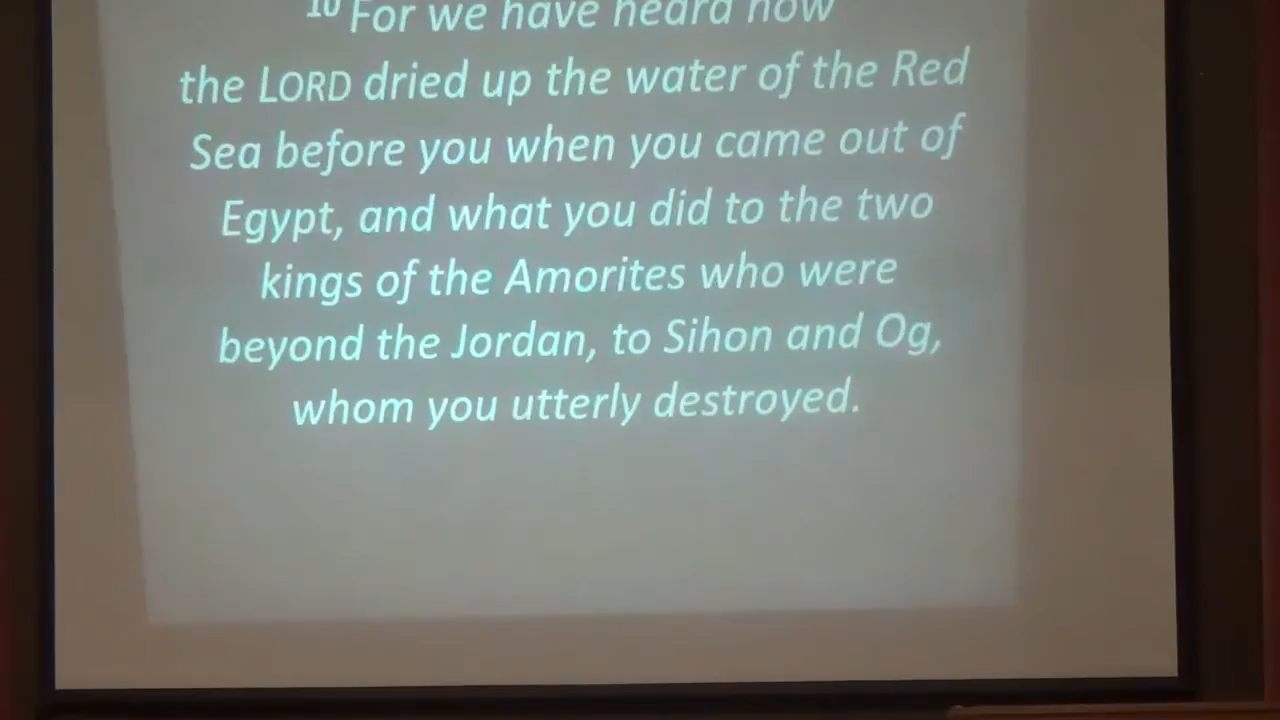 10 For we have heard how
the LORD dried up the water of the Red
Sea before you when you came out of
Egypt, and what you did to the two
kings of the Amorites who were
beyond the Jordan, to Sihon and Og,
whom you utterly destroyed.